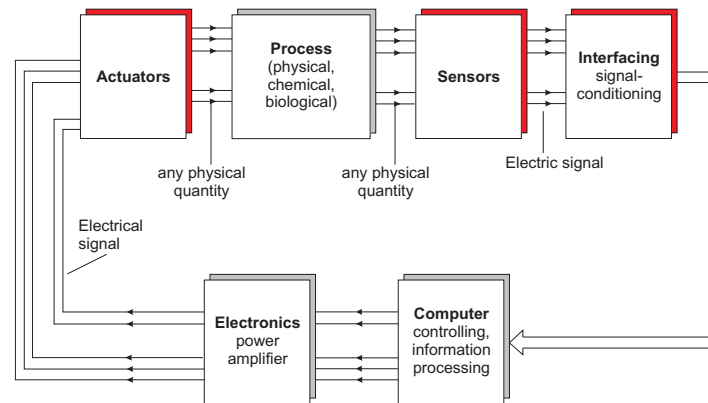 Actuators
Process
(physical,
chemical,
biological)
Sensors
Interfacing
signal-
conditioning
any physical
quantity
any physical
quantity
Electric signal
Electrical
signal
Electronics
power
amplifier
Computer
controlling,
information
processing